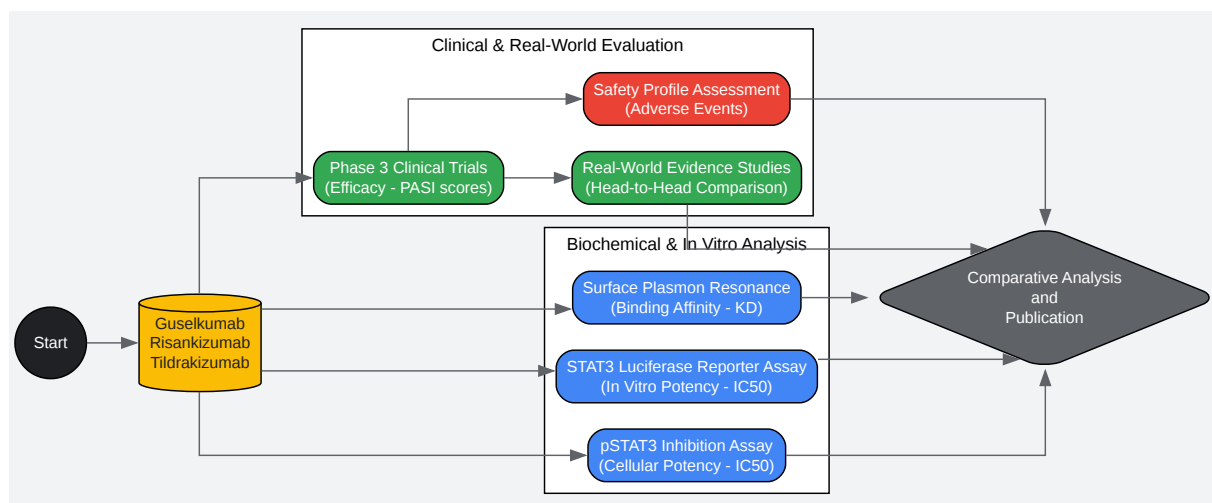 Clinical & Real-World Evaluation
Safety Profile Assessment
(Adverse Events)
Phase 3 Clinical Trials
(Efficacy - PASI scores)
Real-World Evidence Studies
(Head-to-Head Comparison)
Biochemical & In Vitro Analysis
Surface Plasmon Resonance
(Binding Affinity - KD)
STAT3 Luciferase Reporter Assay
(In Vitro Potency - IC50)
pSTAT3 Inhibition Assay
(Cellular Potency - IC50)
Start
Guselkumab
Risankizumab
Tildrakizumab
Comparative Analysis
and
Publication